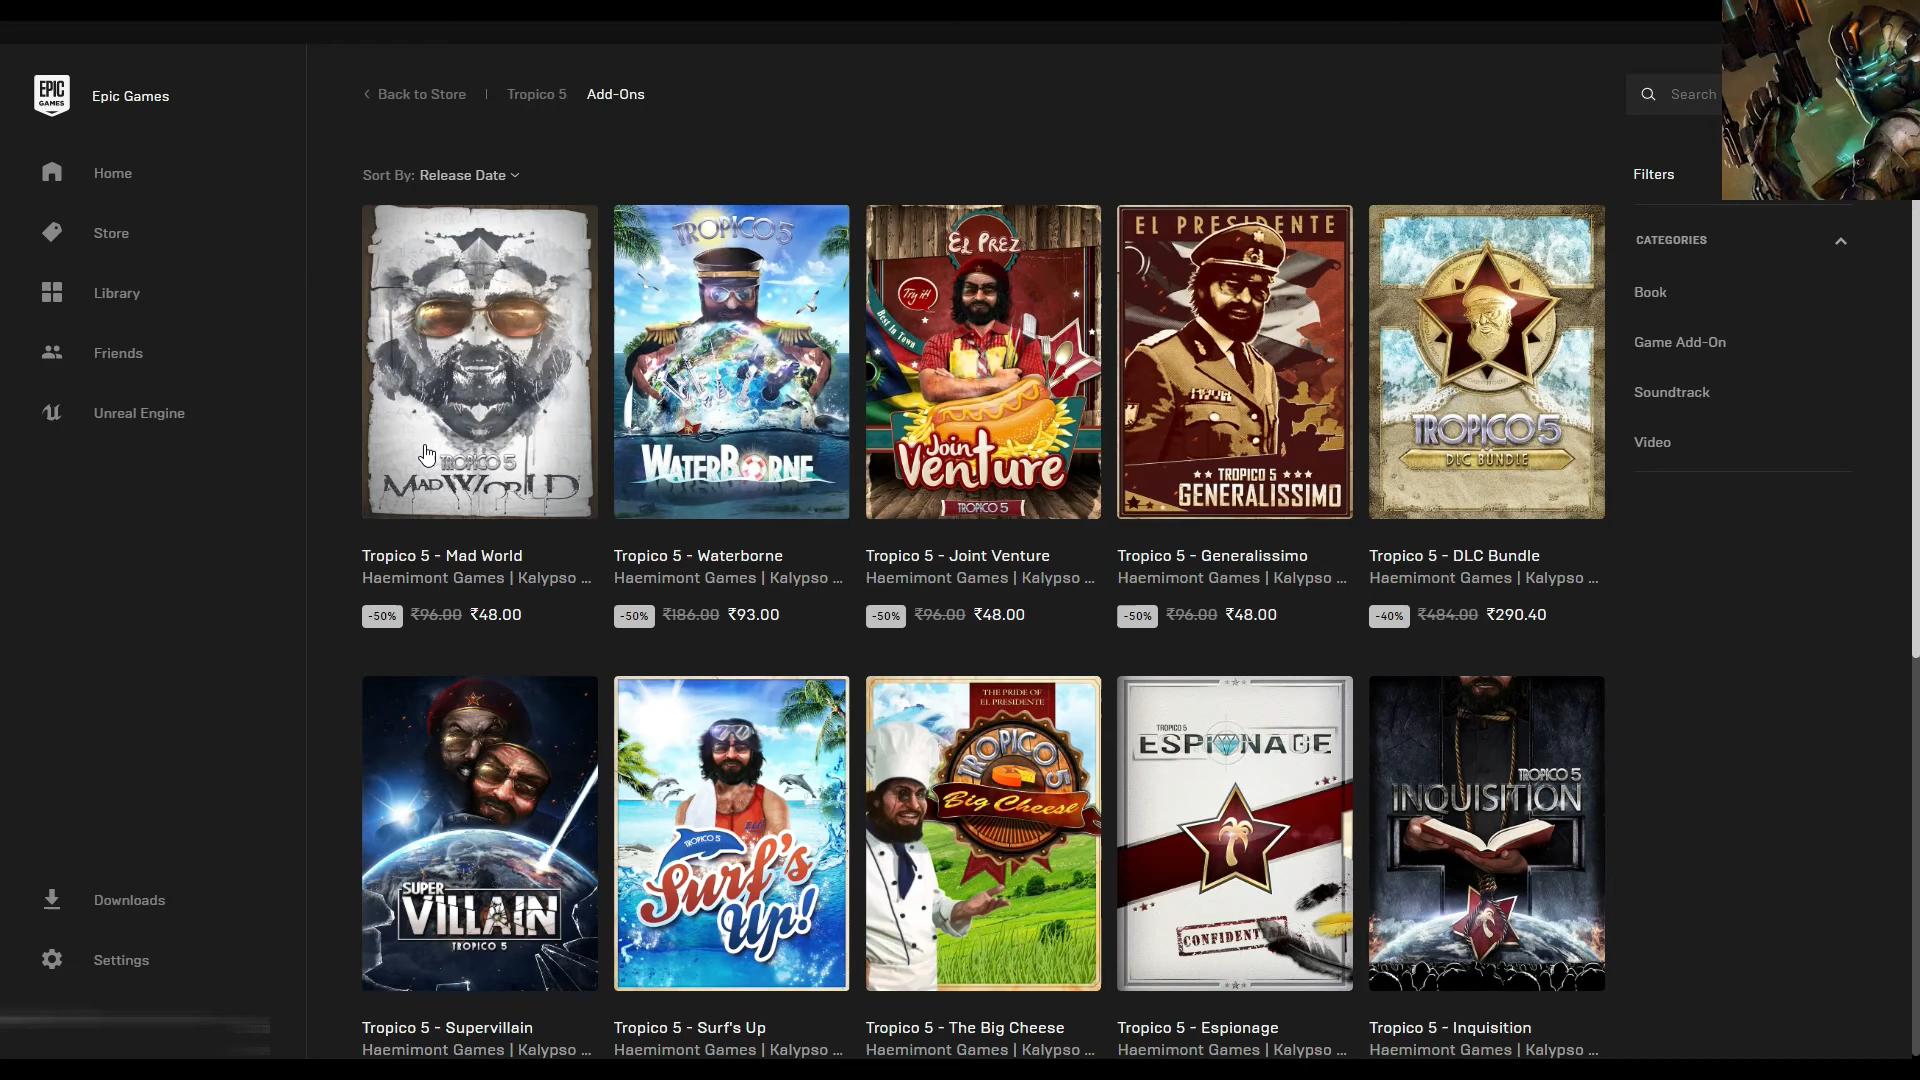 EPIC
GAMES
Epic Games
Back to Store | Tropico 5 Add-Ons
Search
Home
Store
Library
Friends
Unreal Engine
Downloads
Settings
Sort By: Release Date
Filters
CATEGORIES
Book
Game Add-On
Soundtrack
Video
TROPICO 5
MADWORLD
TROPICO 5
WATERBORNE
EL PREZ
Try it!
Best In Town
Join
Venture
TROPICO 5
EL PRESIDENTE
TROPICO 5
GENERALISSIMO
TROPICO 5
DLC BUNDLE
Tropico 5 - Mad World
Haemimont Games | Kalypso ...
-50% ₹96.00 ₹48.00
Tropico 5 - Waterborne
Haemimont Games | Kalypso ...
-50% ₹186.00 ₹93.00
Tropico 5 - Joint Venture
Haemimont Games | Kalypso ...
-50% ₹96.00 ₹48.00
Tropico 5 - Generalissimo
Haemimont Games | Kalypso ...
-50% ₹96.00 ₹48.00
Tropico 5 - DLC Bundle
Haemimont Games | Kalypso ...
-40% ₹484.00 ₹290.40
SUPER
VILLAIN
TROPICO 5
TROPICO 5
Surf's
Up!
THE PRIDE OF
EL PRESIDENTE
TROPICO 5
Big Cheese
TROPICO 5
ESPIONAGE
CONFIDENTIAL
TROPICO 5
INQUISITION
Tropico 5 - Supervillain
Haemimont Games | Kalypso ...
Tropico 5 - Surf's Up
Haemimont Games | Kalypso ...
Tropico 5 - The Big Cheese
Haemimont Games | Kalypso ...
Tropico 5 - Espionage
Haemimont Games | Kalypso ...
Tropico 5 - Inquisition
Haemimont Games | Kalypso ...